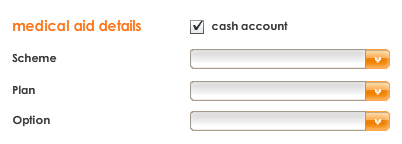 medical aid details cash account
Scheme
Plan
Option